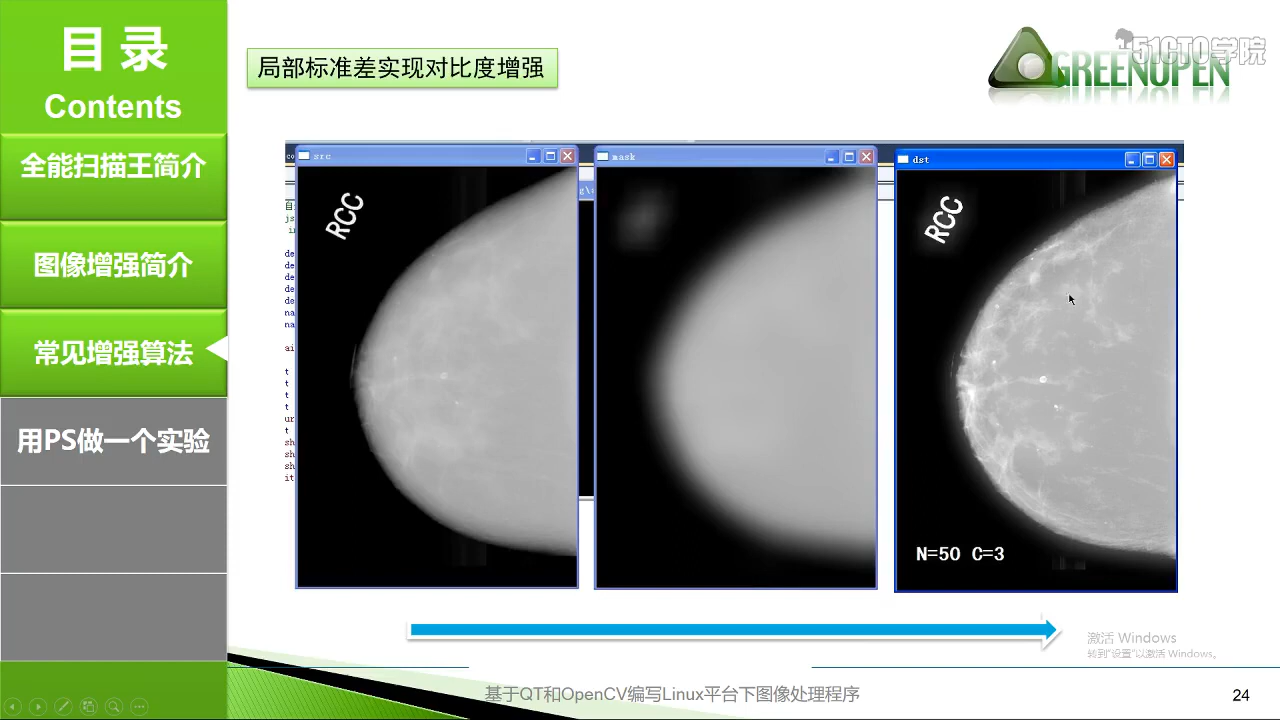 目 录
Contents
全能扫描王简介
图像增强简介
常见增强算法
用PS做一个实验
局部标准差实现对比度增强
51CTO学院
GREENOPEN
src
mask
dst
RCC
RCC
N=50 C=3
激活 Windows
转到"设置"以激活 Windows。
基于QT和OpenCV编写Linux平台下图像处理程序
24